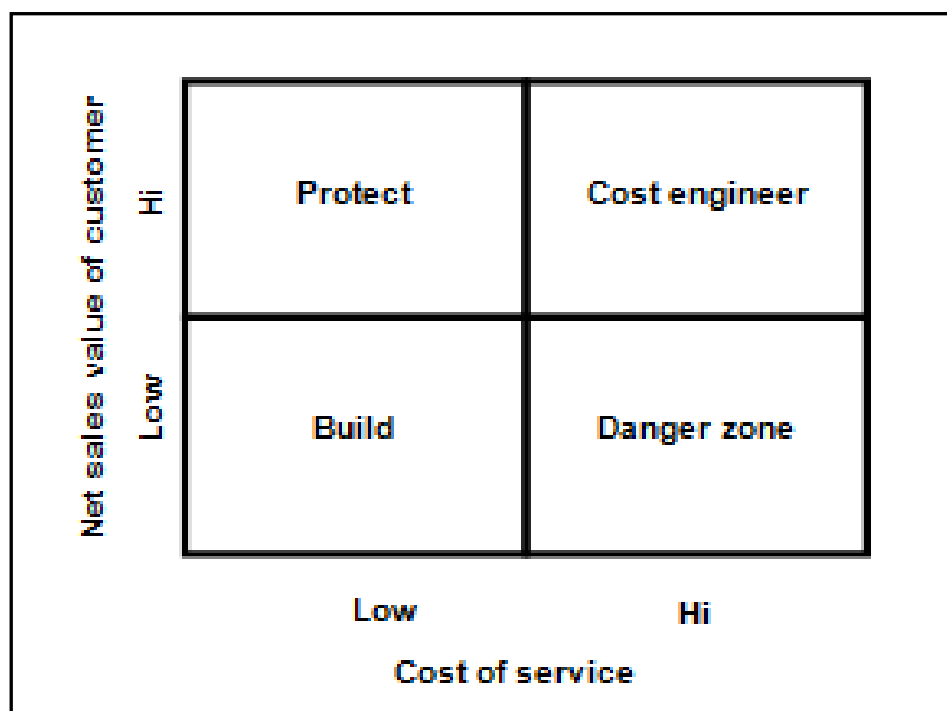 Net sales value of customer
Hi
Protect
Cost engineer
Low
Build
Danger zone
Low
Hi
Cost of service